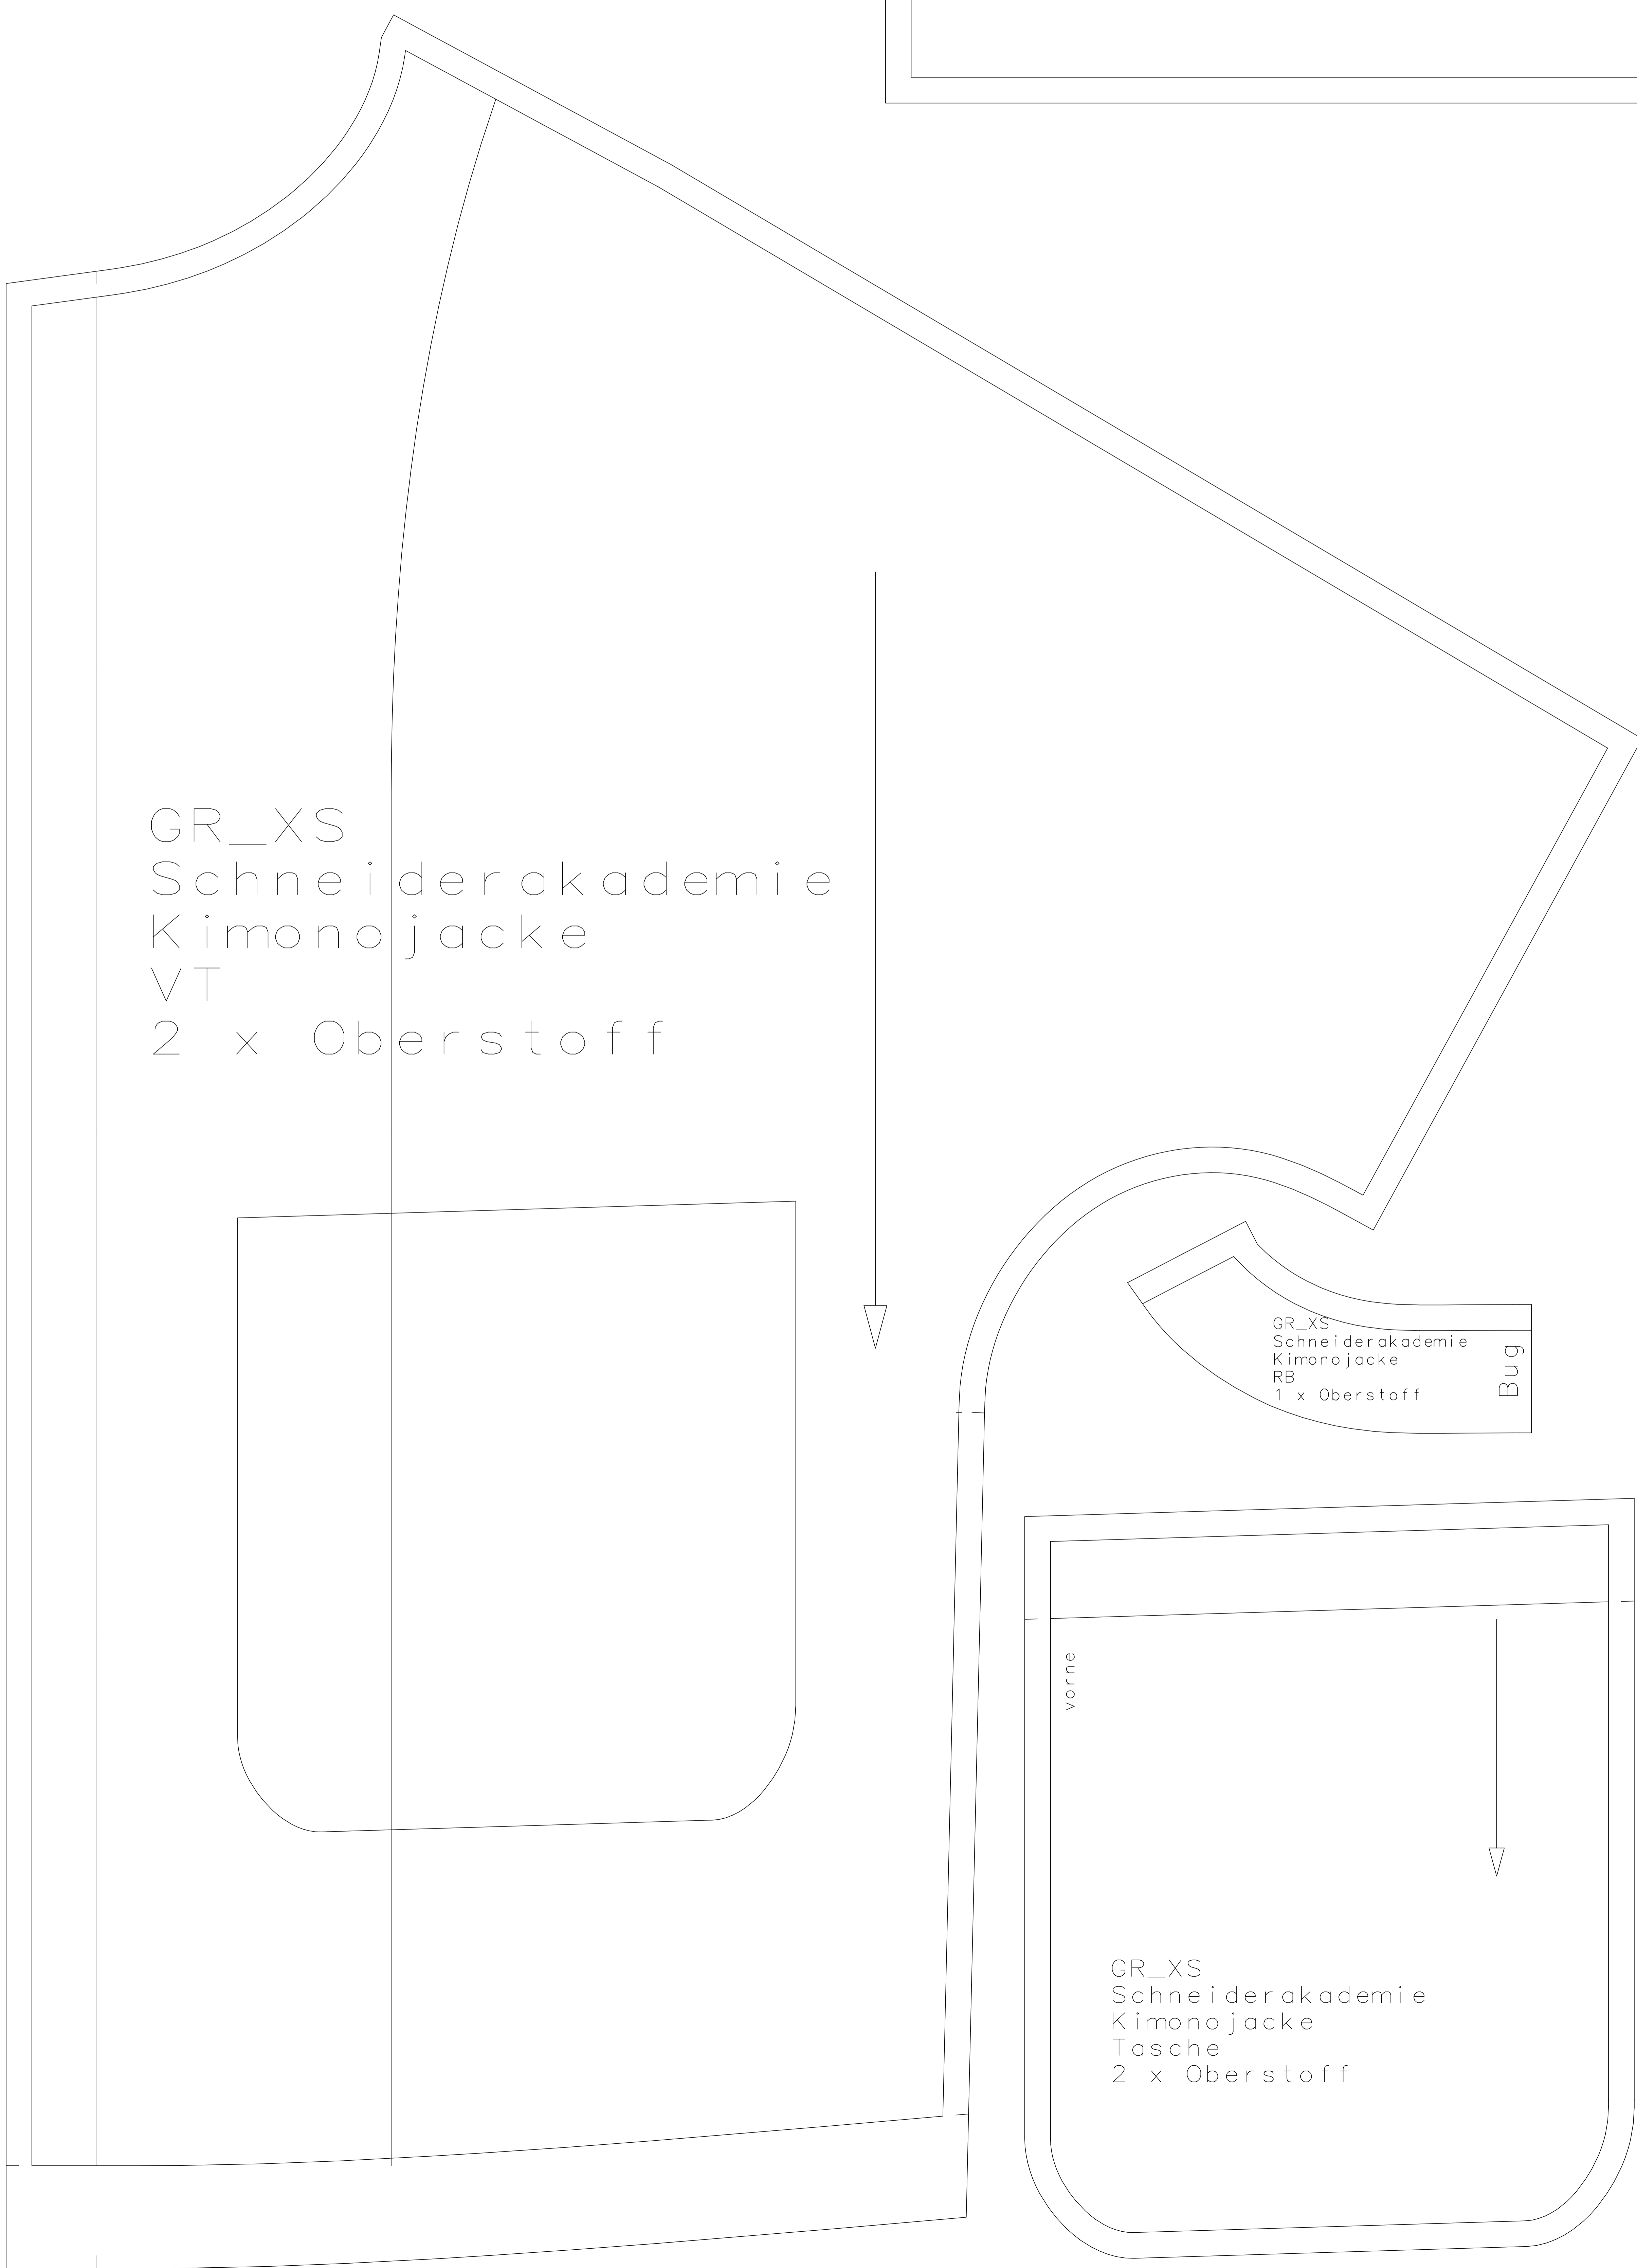 GR_XS
Schneiderakademie
Kimonojacke
VT
2 x Oberstoff
GR_XS
Schneiderakademie
Kimonojacke
RB
1 x Oberstoff
Bug
vorne
GR_XS
Schneiderakademie
Kimonojacke
Tasche
2 x Oberstoff